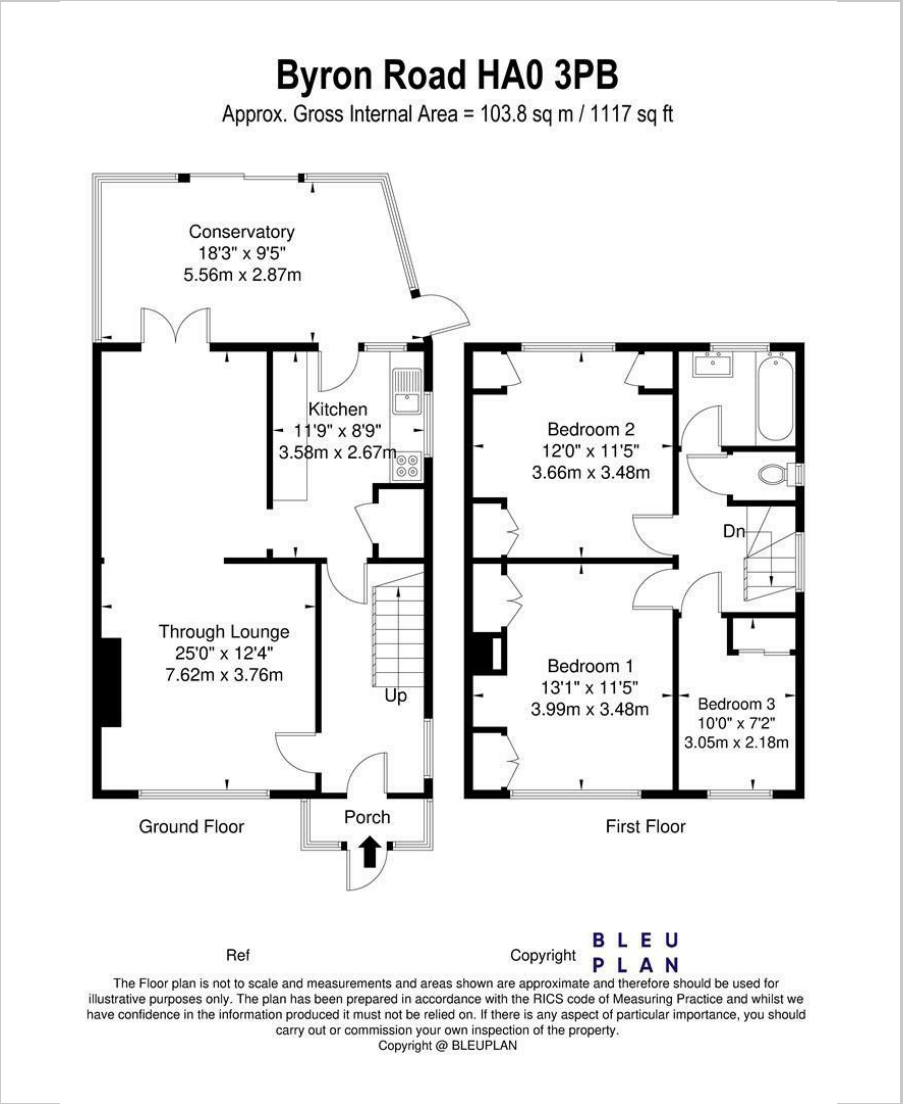 Byron Road HA0 3PB
Approx. Gross Internal Area = 103.8 sq m / 1117 sq ft
Conservatory
18'3" x 9'5"
5.56m x 2.87m
Kitchen
11'9" x 8'9"
3.58m x 2.67m
Bedroom 2
12'0" x 11'5"
3.66m x 3.48m
Dn
Through Lounge
25'0" x 12'4"
7.62m x 3.76m
Up
Bedroom 1
13'1" x 11'5"
3.99m x 3.48m
Bedroom 3
10'0" x 7'2"
3.05m x 2.18m
Porch
Ground Floor
First Floor
Ref
Copyright
BLEU
PLAN
The Floor plan is not to scale and measurements and areas shown are approximate and therefore should be used for
illustrative purposes only. The plan has been prepared in accordance with the RICS code of Measuring Practice and whilst we
have confidence in the information produced it must not be relied on. If there is any aspect of particular importance, you should
carry out or commission your own inspection of the property.
Copyright @ BLEUPLAN